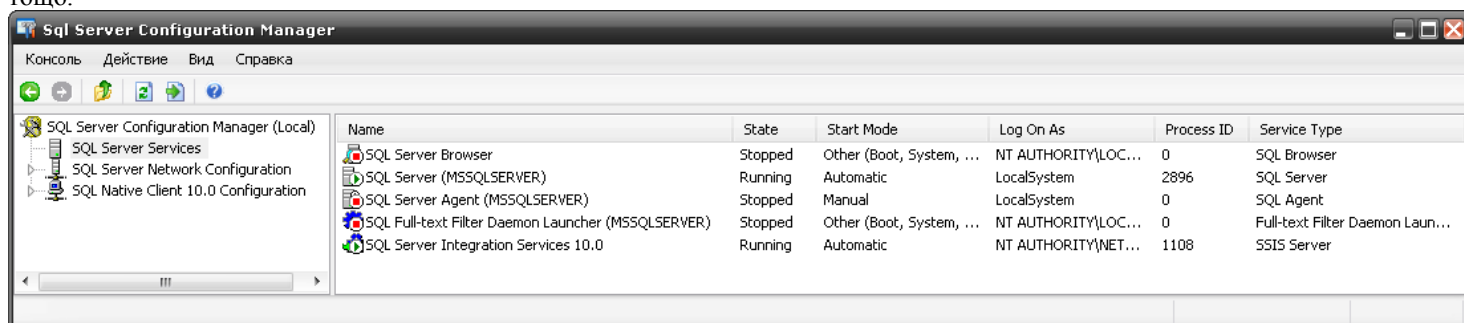 тощо.
Sql Server Configuration Manager
Консоль Действие Вид Справка
SQL Server Configuration Manager (Local)
SQL Server Services
SQL Server Network Configuration
SQL Native Client 10.0 Configuration
Name State Start Mode Log On As Process ID Service Type
SQL Server Browser Stopped Other (Boot, System, ... NT AUTHORITY\LOC... 0 SQL Browser
SQL Server (MSSQLSERVER) Running Automatic LocalSystem 2896 SQL Server
SQL Server Agent (MSSQLSERVER) Stopped Manual LocalSystem 0 SQL Agent
SQL Full-text Filter Daemon Launcher (MSSQLSERVER) Stopped Other (Boot, System, ... NT AUTHORITY\LOC... 0 Full-text Filter Daemon Laun...
SQL Server Integration Services 10.0 Running Automatic NT AUTHORITY\NET... 1108 SSIS Server